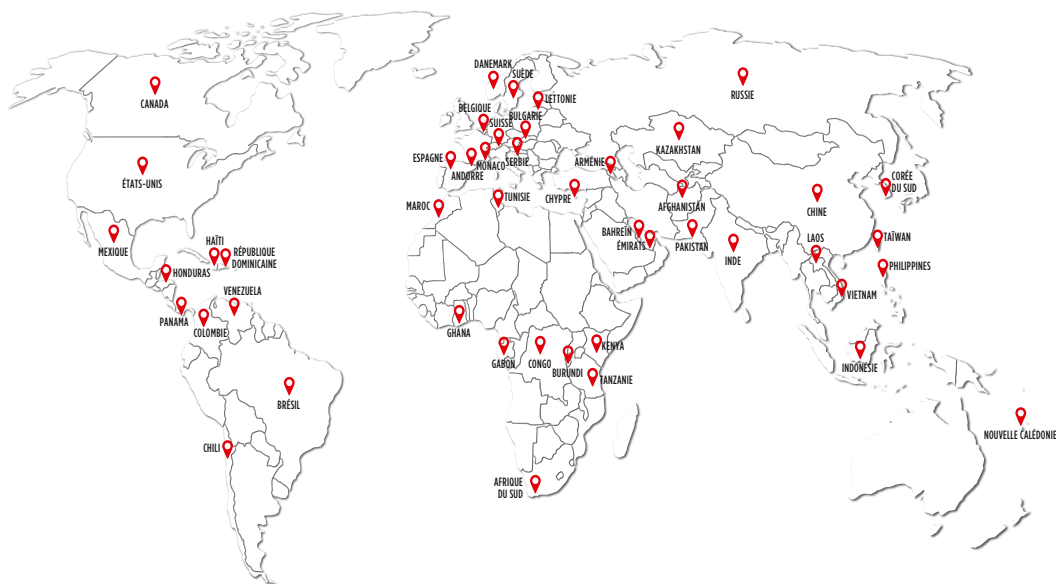 CANADA
ÉTATS-UNIS
MEXIQUE
HAÏTI
RÉPUBLIQUE
DOMINICAINE
HONDURAS
VENEZUELA
PANAMA
COLOMBIE
BRÉSIL
CHILI
DANEMARK
SUÈDE
LETTONIE
BELGIQUE
SUISSE
BULGARIE
ESPAGNE
ANDORRE
MONACO
SERBIE
ARMÉNIE
MAROC
TUNISIE
CHYPRE
BAHREÏN
ÉMIRATS
GHANA
GABON
CONGO
BURUNDI
KENYA
TANZANIE
AFRIQUE
DU SUD
RUSSIE
KAZAKHSTAN
AFGHANISTAN
PAKISTAN
INDE
CHINE
CORÉE
DU SUD
LAOS
TAÏWAN
PHILIPPINES
VIETNAM
INDONÉSIE
NOUVELLE CALÉDONIE